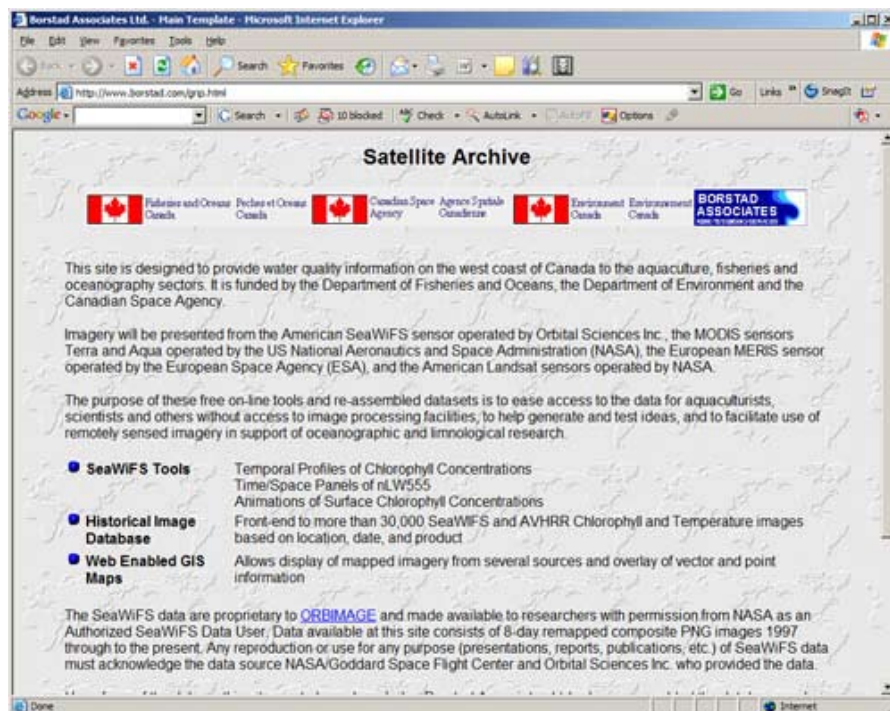 Borstad Associates Ltd. - Main Template - Microsoft Internet Explorer
File Edit View Favorites Tools Help
Back Search Favorites
Address http://www.borstad.com/grip.html Go Links » SnagIt
Google Search 10 blocked Check AutoLink AutoFill Options
Satellite Archive
Fisheries and Oceans Pêches et Océans Canadian Space Agence Spatiale Environment Environnement BORSTAD
Canada Canada Agency Canadienne Canada Canada ASSOCIATES
This site is designed to provide water quality information on the west coast of Canada to the aquaculture, fisheries and
oceanography sectors. It is funded by the Department of Fisheries and Oceans, the Department of Environment and the
Canadian Space Agency.
Imagery will be presented from the American SeaWiFS sensor operated by Orbital Sciences Inc., the MODIS sensors
Terra and Aqua operated by the US National Aeronautics and Space Administration (NASA), the European MERIS sensor
operated by the European Space Agency (ESA), and the American Landsat sensors operated by NASA.
The purpose of these free on-line tools and re-assembled datasets is to ease access to the data for aquaculturists,
scientists and others without access to image processing facilities, to help generate and test ideas, and to facilitate use of
remotely sensed imagery in support of oceanographic and limnological research.
SeaWiFS Tools Temporal Profiles of Chlorophyll Concentrations
Time/Space Panels of nLW555
Animations of Surface Chlorophyll Concentrations
Historical Image Front-end to more than 30,000 SeaWIFS and AVHRR Chlorophyll and Temperature images
Database based on location, date, and product
Web Enabled GIS Allows display of mapped imagery from several sources and overlay of vector and point
Maps information
The SeaWiFS data are proprietary to ORBIMAGE and made available to researchers with permission from NASA as an
Authorized SeaWiFS Data User. Data available at this site consists of 8-day remapped composite PNG images 1997
through to the present. Any reproduction or use for any purpose (presentations, reports, publications, etc.) of SeaWiFS data
must acknowledge the data source NASA/Goddard Space Flight Center and Orbital Sciences Inc. who provided the data.
Done Internet